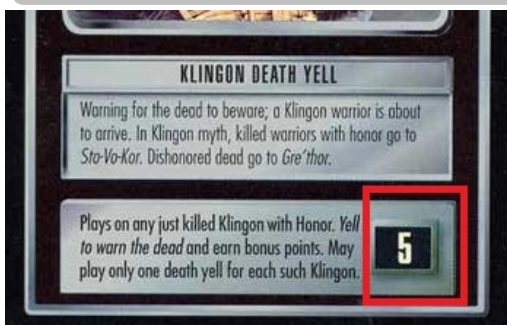 KLINGON DEATH YELL
Warning for the dead to beware; a Klingon warrior is about
to arrive. In Klingon myth, killed warriors with honor go to
Sto-Vo-Kor. Dishonored dead go to Gre'thor.
Plays on any just killed Klingon with Honor. Yell
to warn the dead and earn bonus points. May
play only one death yell for each such Klingon.
5